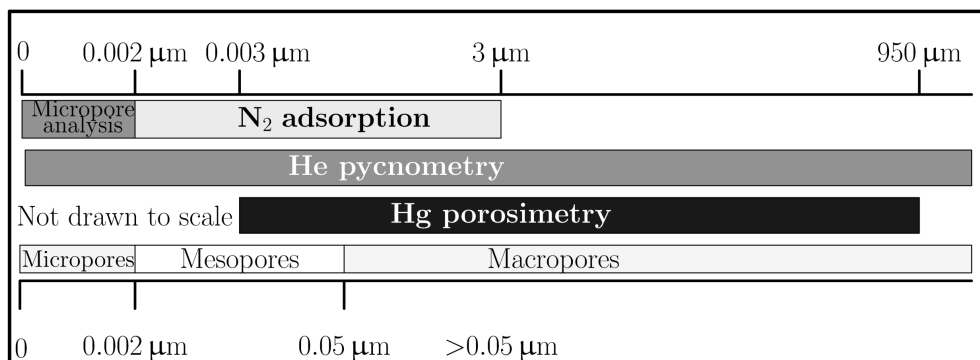 0 0.002 μm 0.003 μm 3 μm 950 μm
Micropore
analysis
N₂ adsorption
He pycnometry
Not drawn to scale
Hg porosimetry
Micropores Mesopores Macropores
0 0.002 μm 0.05 μm >0.05 μm